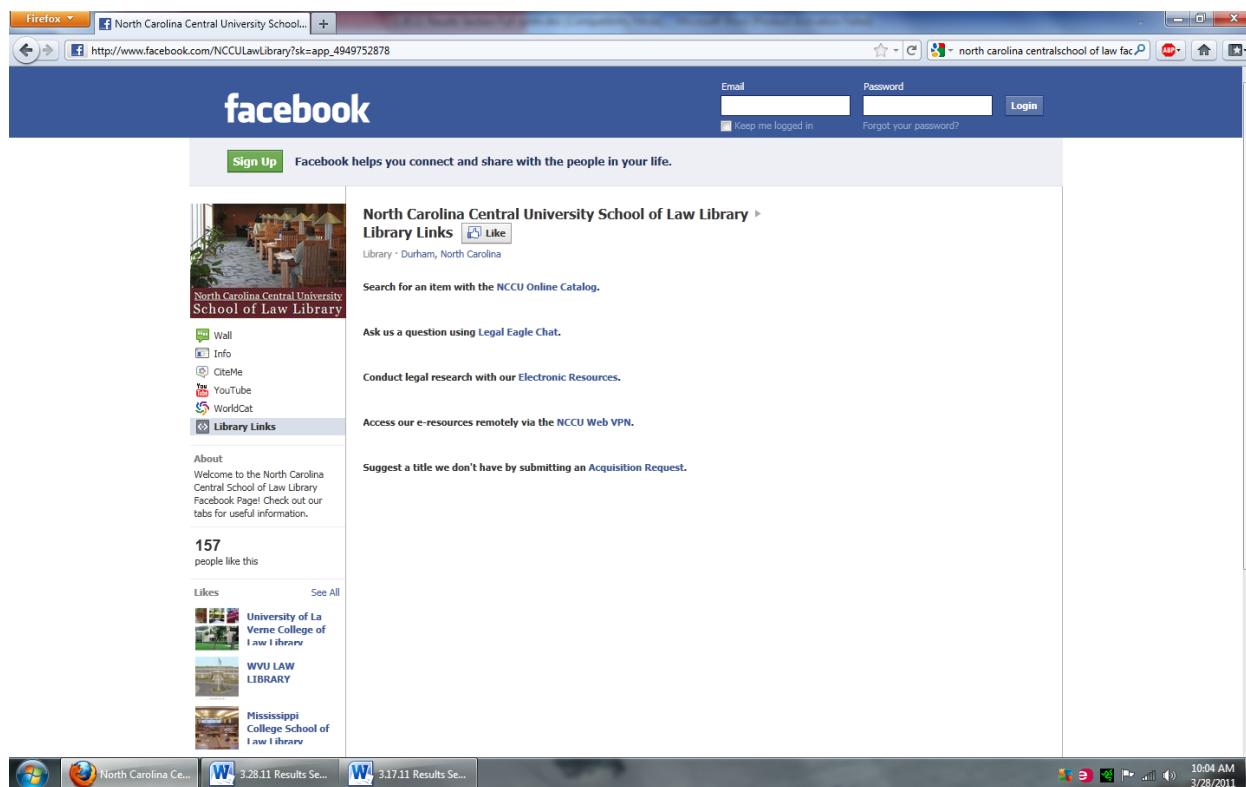 Firefox
North Carolina Central University School...
http://www.facebook.com/NCCULawLibrary?sk=app_4949752878
north carolina centralschool of law fac
ABP
facebook
Email
Password
Login
Keep me logged in
Forgot your password?
Sign Up
Facebook helps you connect and share with the people in your life.
North Carolina Central University
School of Law Library
Wall
Info
CiteMe
You Tube
YouTube
WorldCat
Library Links
About
Welcome to the North Carolina
Central School of Law Library
Facebook Page! Check out our
tabs for useful information.
157
people like this
Likes
See All
University of La
Verne College of
Law Library
WVU LAW
LIBRARY
Mississippi
College School of
Law Library
North Carolina Central University School of Law Library
Library Links
Like
Library · Durham, North Carolina
Search for an item with the NCCU Online Catalog.
Ask us a question using Legal Eagle Chat.
Conduct legal research with our Electronic Resources.
Access our e-resources remotely via the NCCU Web VPN.
Suggest a title we don't have by submitting an Acquisition Request.
North Carolina Ce...
3.28.11 Results Se...
3.17.11 Results Se...
10:04 AM
3/28/2011